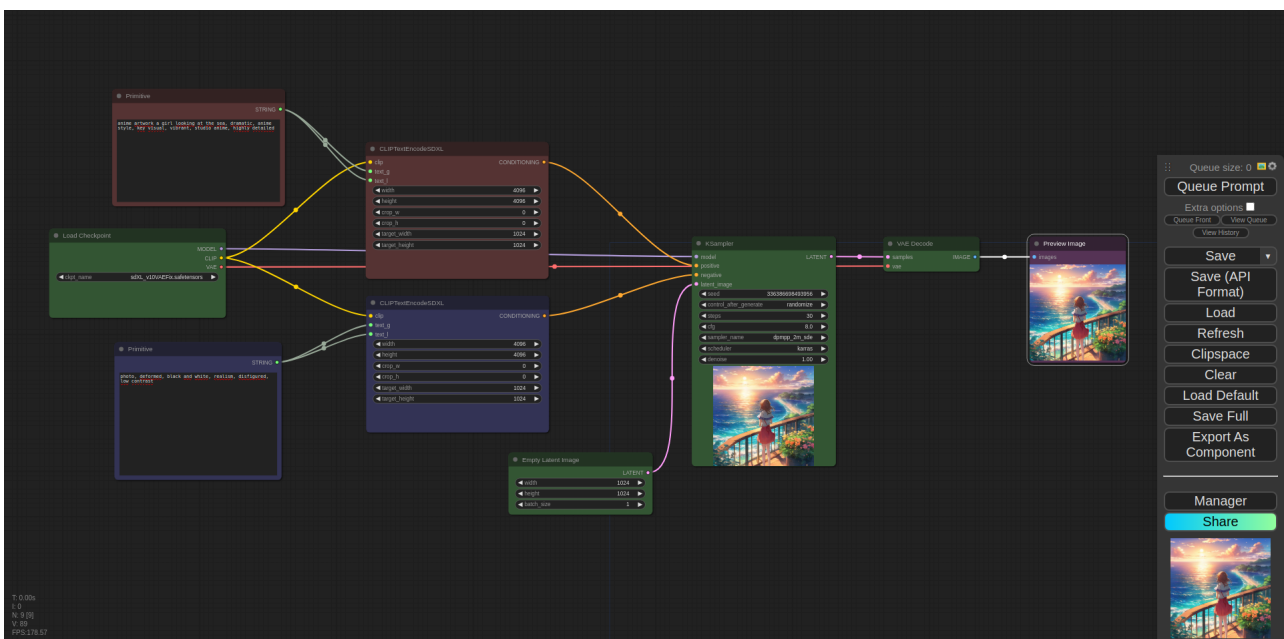 Primitive
STRING
anime artwork a girl looking at the sea, dramatic, anime
style, key visual, vibrant, studio anime, highly detailed
CLIPTextEncodeSDXL
clip
CONDITIONING
text_g
text_l
width 4096
height 4096
crop_w 0
crop_h 0
target_width 1024
target_height 1024
Load Checkpoint
MODEL
CLIP
VAE
ckpt_name sdXL_v10VAEFix.safetensors
CLIPTextEncodeSDXL
clip
CONDITIONING
text_g
text_l
width 4096
height 4096
crop_w 0
crop_h 0
target_width 1024
target_height 1024
Primitive
STRING
photo, deformed, black and white, realism, disfigured,
low contrast
Empty Latent Image
LATENT
width 1024
height 1024
batch_size 1
KSampler
model
LATENT
positive
negative
latent_image
seed 336386698493956
control_after_generate randomize
steps 30
cfg 8.0
sampler_name dpmpp_2m_sde
scheduler karras
denoise 1.00
VAE Decode
samples
IMAGE
vae
Preview Image
images
Queue size: 0
Queue Prompt
Extra options
Queue Front
View Queue
View History
Save
Save (API
Format)
Load
Refresh
Clipspace
Clear
Load Default
Save Full
Export As
Component
Manager
Share
T: 0.00s
I: 0
N: 9 [9]
V: 89
FPS:178.57